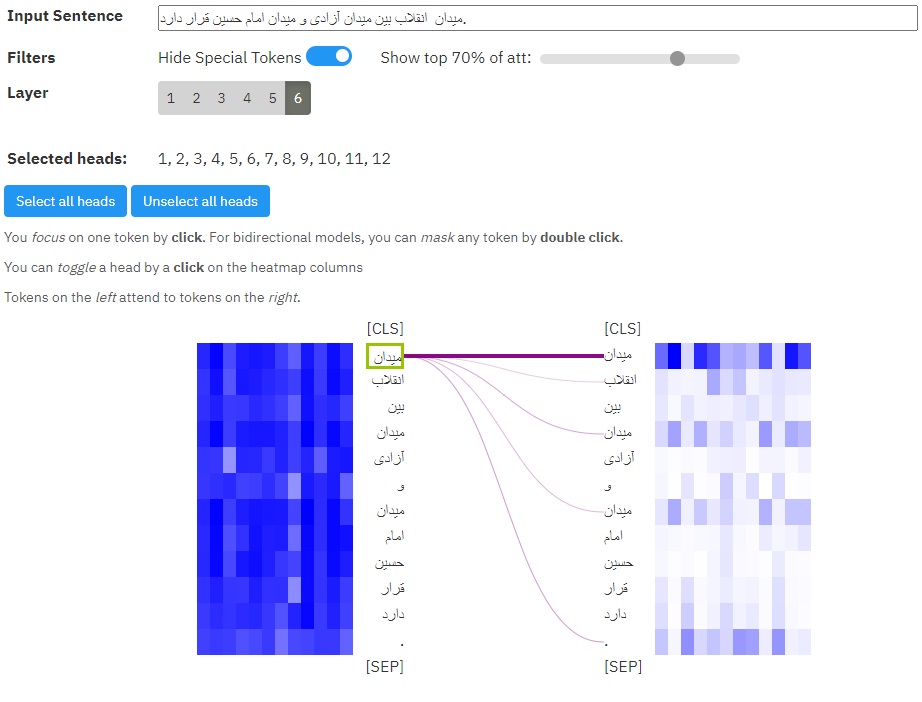 Input Sentence
میدان  انقلاب بین میدان آزادی و میدان امام حسین قرار دارد.
Filters
Hide Special Tokens
Show top 70% of att:
Layer
1 2 3 4 5 6
Selected heads:
1, 2, 3, 4, 5, 6, 7, 8, 9, 10, 11, 12
Select all heads
Unselect all heads
You focus on one token by click. For bidirectional models, you can mask any token by double click.
You can toggle a head by a click on the heatmap columns
Tokens on the left attend to tokens on the right.
[CLS] [CLS]
میدان میدان
انقلاب انقلاب
بین بین
میدان میدان
آزادی آزادی
و و
میدان میدان
امام امام
حسین حسین
قرار قرار
دارد دارد
. .
[SEP] [SEP]